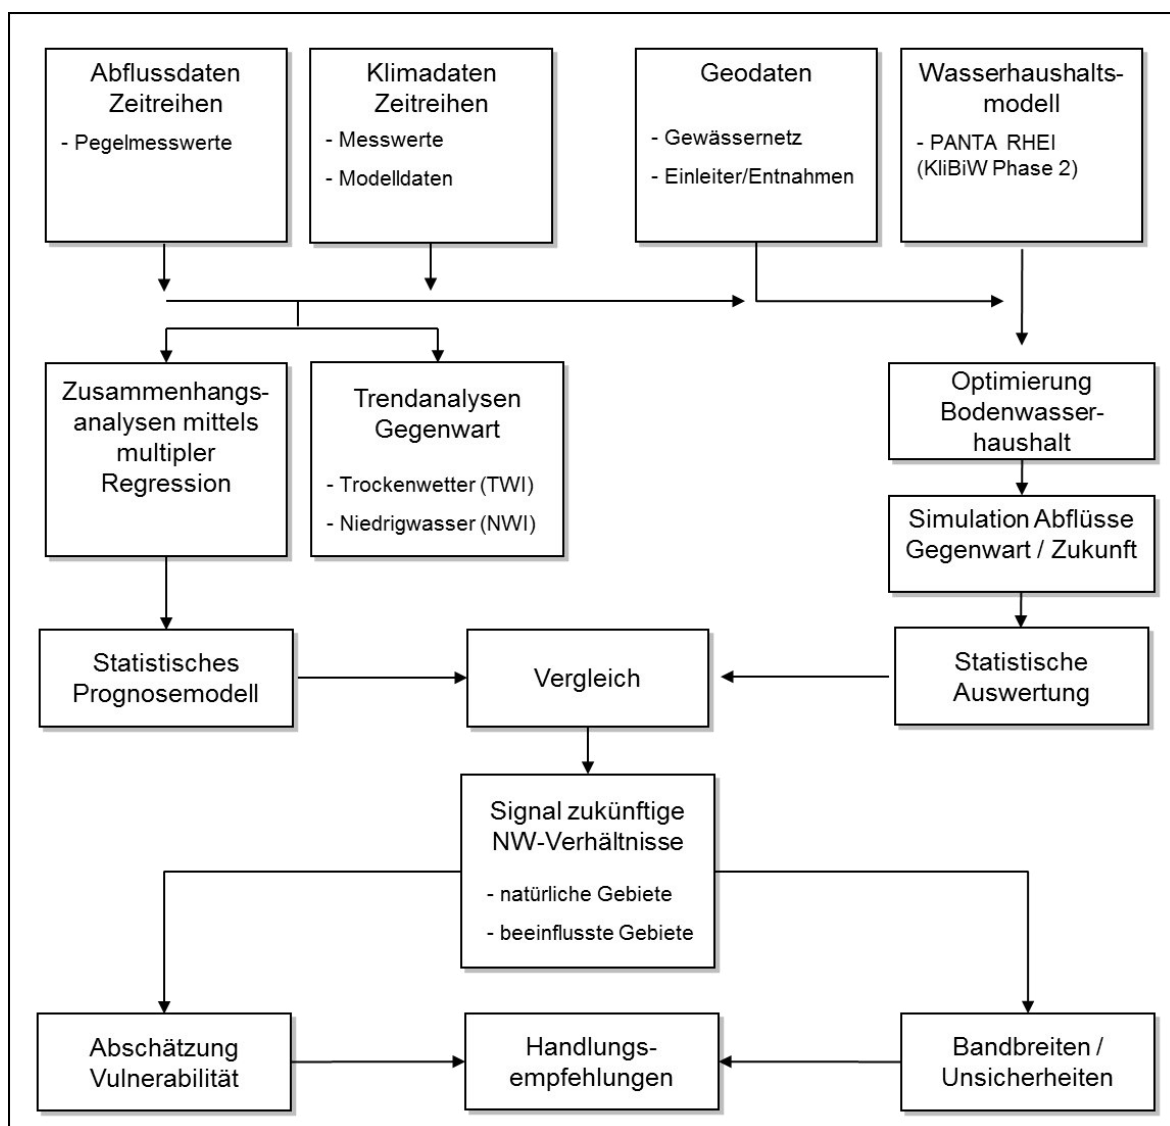 Abflussdaten
Zeitreihen
- Pegelmesswerte
Klimadaten
Zeitreihen
- Messwerte
- Modelldaten
Geodaten
- Gewässernetz
- Einleiter/Entnahmen
Wasserhaushalts-
modell
- PANTA RHEI
(KliBiW Phase 2)
Zusammenhangs-
analysen mittels
multipler
Regression
Trendanalysen
Gegenwart
- Trockenwetter (TWI)
- Niedrigwasser (NWI)
Optimierung
Bodenwasser-
haushalt
Simulation Abflüsse
Gegenwart / Zukunft
Statistisches
Prognosemodell
Vergleich
Statistische
Auswertung
Signal zukünftige
NW-Verhältnisse
- natürliche Gebiete
- beeinflusste Gebiete
Abschätzung
Vulnerabilität
Handlungs-
empfehlungen
Bandbreiten /
Unsicherheiten